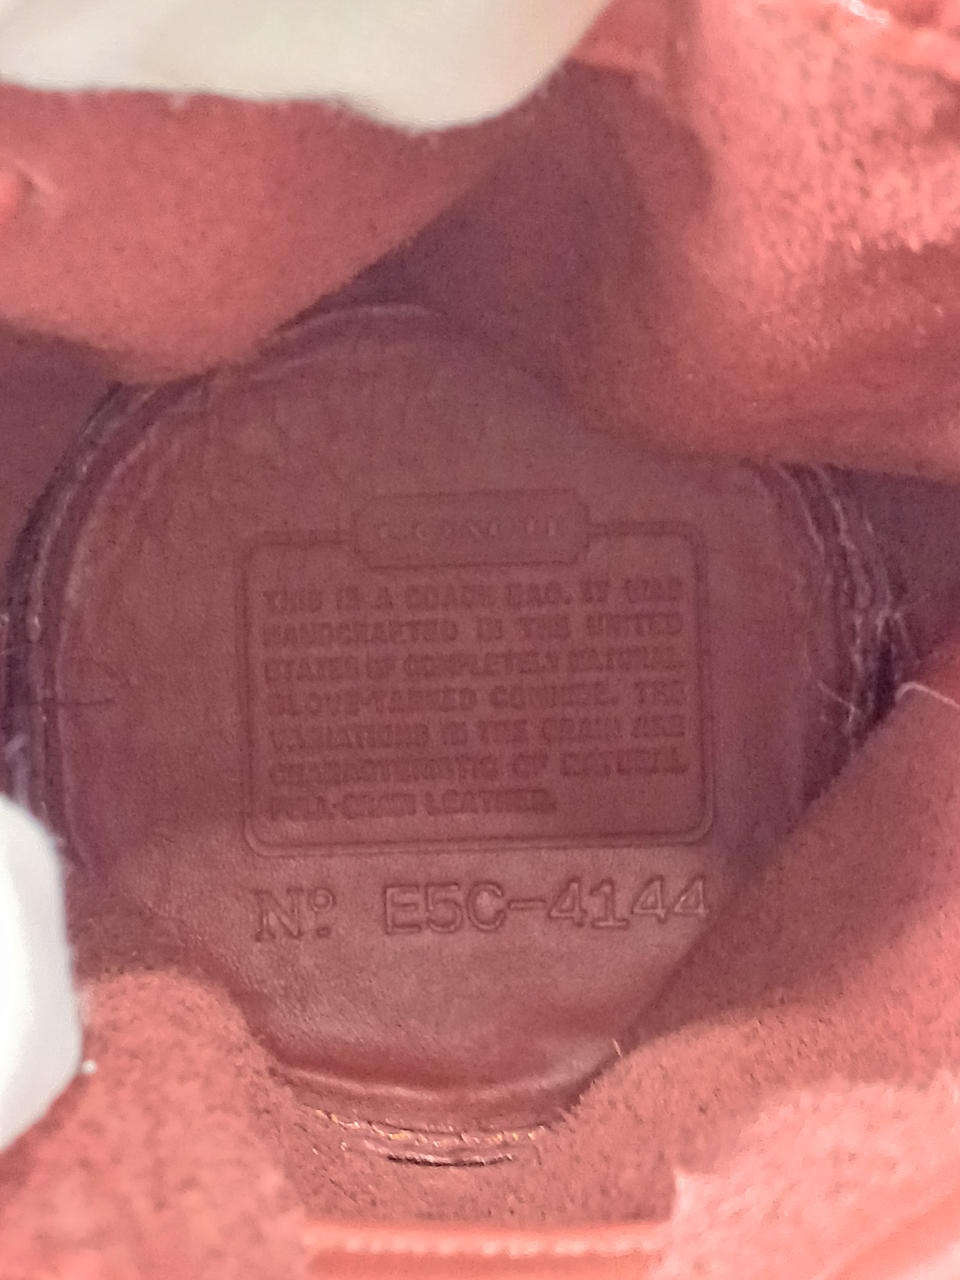 COACH
THIS IS A COACH BAG. IT WAS
HANDCRAFTED IN THE UNITED
STATES OF COMPLETELY NATURAL
GLOVE-TANNED COWHIDE. THE
VARIATIONS IN THE GRAIN ARE
CHARACTERISTIC OF NATURAL
FULL-GRAIN LEATHER.
Nº: E5C-4144